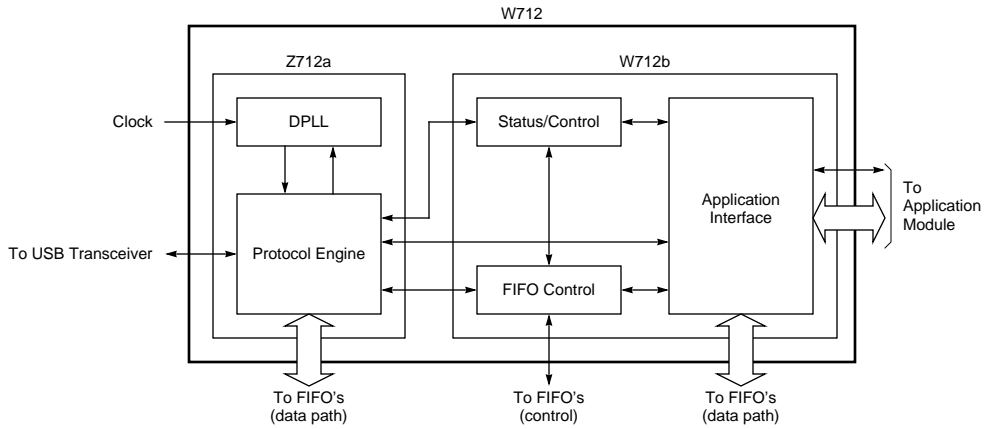 W712
Z712a
W712b
Clock
DPLL
Status/Control
To
Application
Module
Application
Interface
To USB Transceiver
Protocol Engine
FIFO Control
To FIFO's
(data path)
To FIFO's
(control)
To FIFO's
(data path)